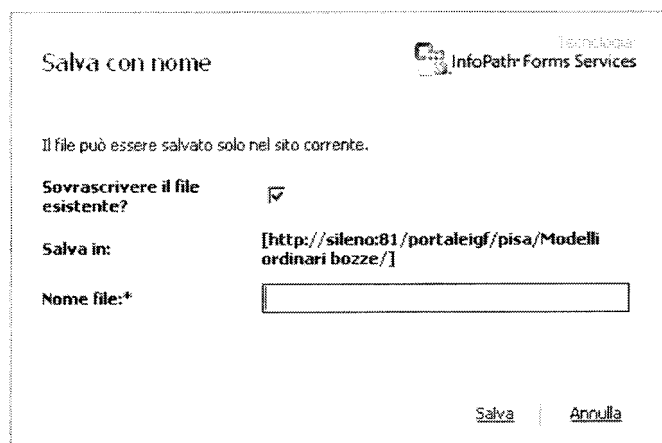 Salva con nome
Tecnologia
InfoPath Forms Services
Il file può essere salvato solo nel sito corrente.
Sovrascrivere il file
esistente?
Salva in:
[http://sileno:81/portaleigf/pisa/Modelli
ordinari bozze/]
Nome file:*
Salva
Annulla